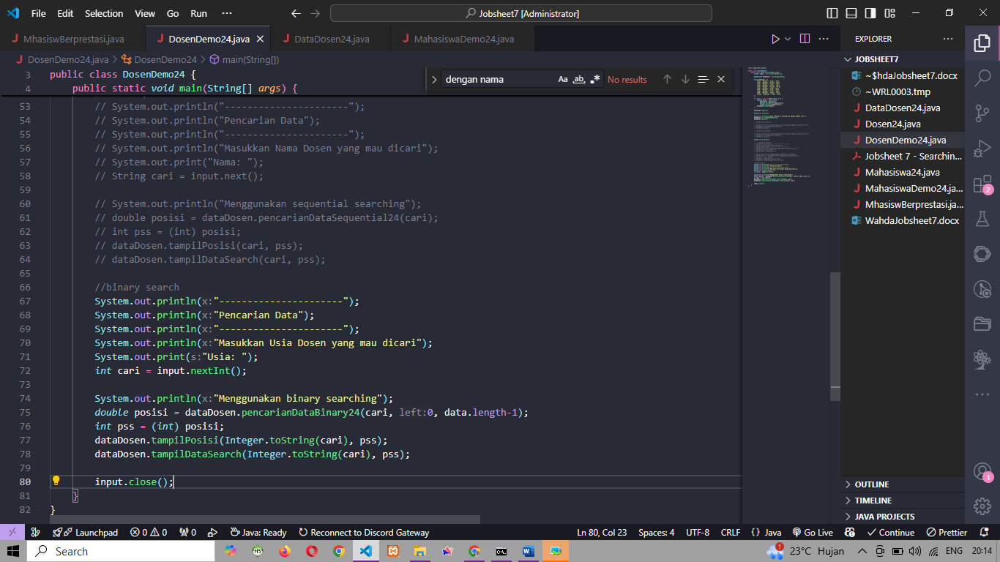 File Edit Selection View Go Run ··· Jobsheet7 [Administrator]
MhasiswBerprestasi.java DosenDemo24.java DataDosen24.java MahasiswaDemo24.java
DosenDemo24.java > DosenDemo24 > main(String[])
dengan nama Aa ab .* No results
3 public class DosenDemo24 {
4 public static void main(String[] args) {
53 // System.out.println("----------------------");
54 // System.out.println("Pencarian Data");
55 // System.out.println("----------------------");
56 // System.out.println("Masukkan Nama Dosen yang mau dicari");
57 // System.out.print("Nama: ");
58 // String cari = input.next();
59
60 // System.out.println("Menggunakan sequential searching");
61 // double posisi = dataDosen.pencarianDataSequential24(cari);
62 // int pss = (int) posisi;
63 // dataDosen.tampilPosisi(cari, pss);
64 // dataDosen.tampilDataSearch(cari, pss);
65
66 //binary search
67 System.out.println(x:"----------------------");
68 System.out.println(x:"Pencarian Data");
69 System.out.println(x:"----------------------");
70 System.out.println(x:"Masukkan Usia Dosen yang mau dicari");
71 System.out.print(s:"Usia: ");
72 int cari = input.nextInt();
73
74 System.out.println(x:"Menggunakan binary searching");
75 double posisi = dataDosen.pencarianDataBinary24(cari, left:0, data.length-1);
76 int pss = (int) posisi;
77 dataDosen.tampilPosisi(Integer.toString(cari), pss);
78 dataDosen.tampilDataSearch(Integer.toString(cari), pss);
79
80 input.close();
81 }
82 }
EXPLORER ···
JOBSHEET7
~$hdaJobsheet7.docx
~WRL0003.tmp
DataDosen24.java
Dosen24.java
DosenDemo24.java
Jobsheet 7 - Searchin...
Mahasiswa24.java
MahasiswaDemo24.ja...
MhasiswBerprestasi.ja...
WahdaJobsheet7.docx
OUTLINE
TIMELINE
JAVA PROJECTS
2
1
Launchpad 0 0 0 Java: Ready Reconnect to Discord Gateway Ln 80, Col 23 Spaces: 4 UTF-8 CRLF {} Java Go Live Continue Prettier
Search 1 23°C Hujan ENG 20:14